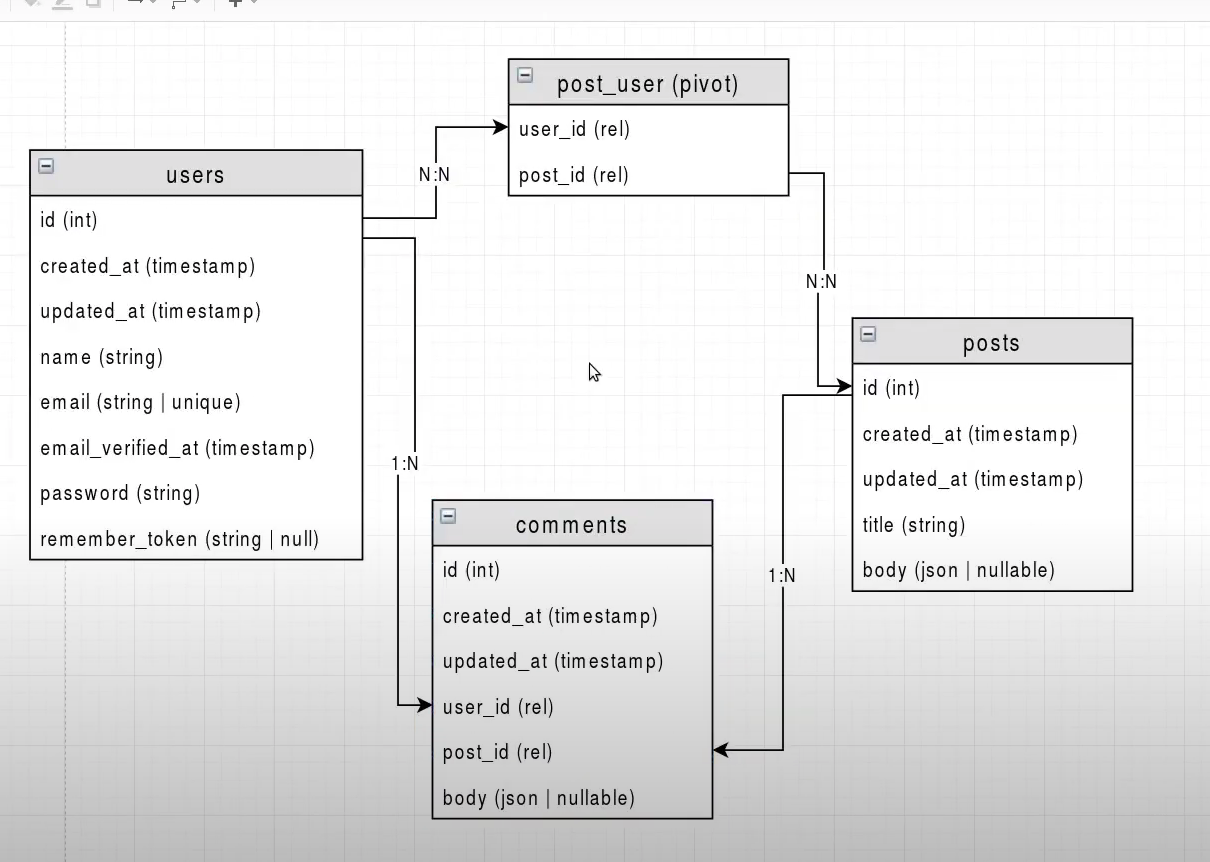 post_user (pivot)
user_id (rel)
post_id (rel)
N:N
users
id (int)
created_at (timestamp)
updated_at (timestamp)
name (string)
email (string | unique)
email_verified_at (timestamp)
password (string)
remember_token (string | null)
N:N
posts
id (int)
created_at (timestamp)
updated_at (timestamp)
title (string)
body (json | nullable)
1:N
comments
id (int)
created_at (timestamp)
updated_at (timestamp)
user_id (rel)
post_id (rel)
body (json | nullable)
1:N